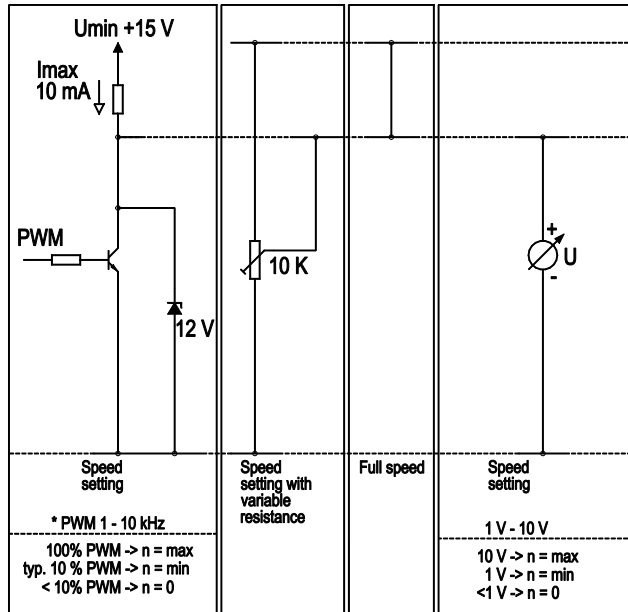 Umin +15 V
Imax
10 mA
PWM
12 V
10 K
+
U
-
Speed
setting
* PWM 1 - 10 kHz
100% PWM -> n = max
typ. 10 % PWM -> n = min
< 10% PWM -> n = 0
Speed
setting with
variable
resistance
Full speed
Speed
setting
1 V - 10 V
10 V -> n = max
1 V -> n = min
<1 V -> n = 0